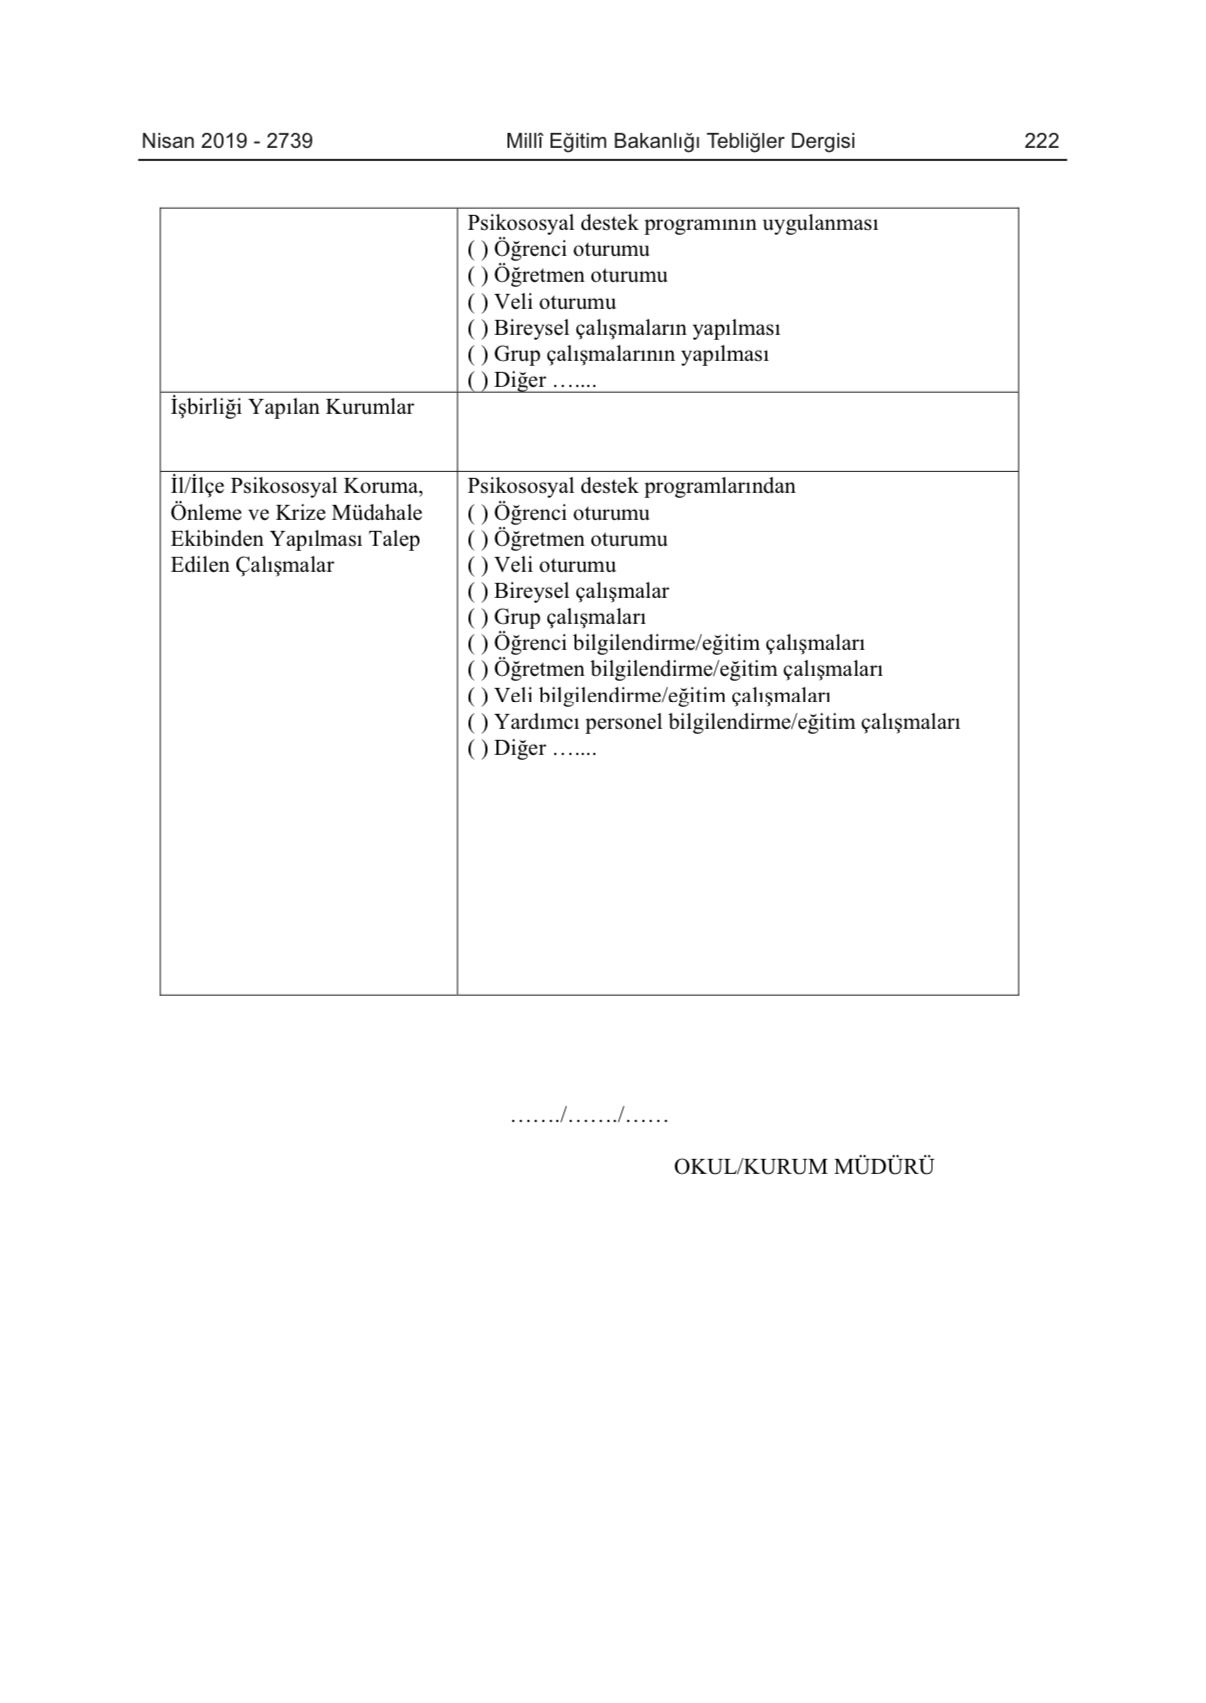 Nisan 2019 - 2739 Millî Eğitim Bakanlığı Tebliğler Dergisi 222
Psikososyal destek programının uygulanması
( ) Öğrenci oturumu
( ) Öğretmen oturumu
( ) Veli oturumu
( ) Bireysel çalışmaların yapılması
( ) Grup çalışmalarının yapılması
( ) Diğer …....
İşbirliği Yapılan Kurumlar
İl/İlçe Psikososyal Koruma,
Önleme ve Krize Müdahale
Ekibinden Yapılması Talep
Edilen Çalışmalar
Psikososyal destek programlarından
( ) Öğrenci oturumu
( ) Öğretmen oturumu
( ) Veli oturumu
( ) Bireysel çalışmalar
( ) Grup çalışmaları
( ) Öğrenci bilgilendirme/eğitim çalışmaları
( ) Öğretmen bilgilendirme/eğitim çalışmaları
( ) Veli bilgilendirme/eğitim çalışmaları
( ) Yardımcı personel bilgilendirme/eğitim çalışmaları
( ) Diğer …....
……./……./……
OKUL/KURUM MÜDÜRÜ